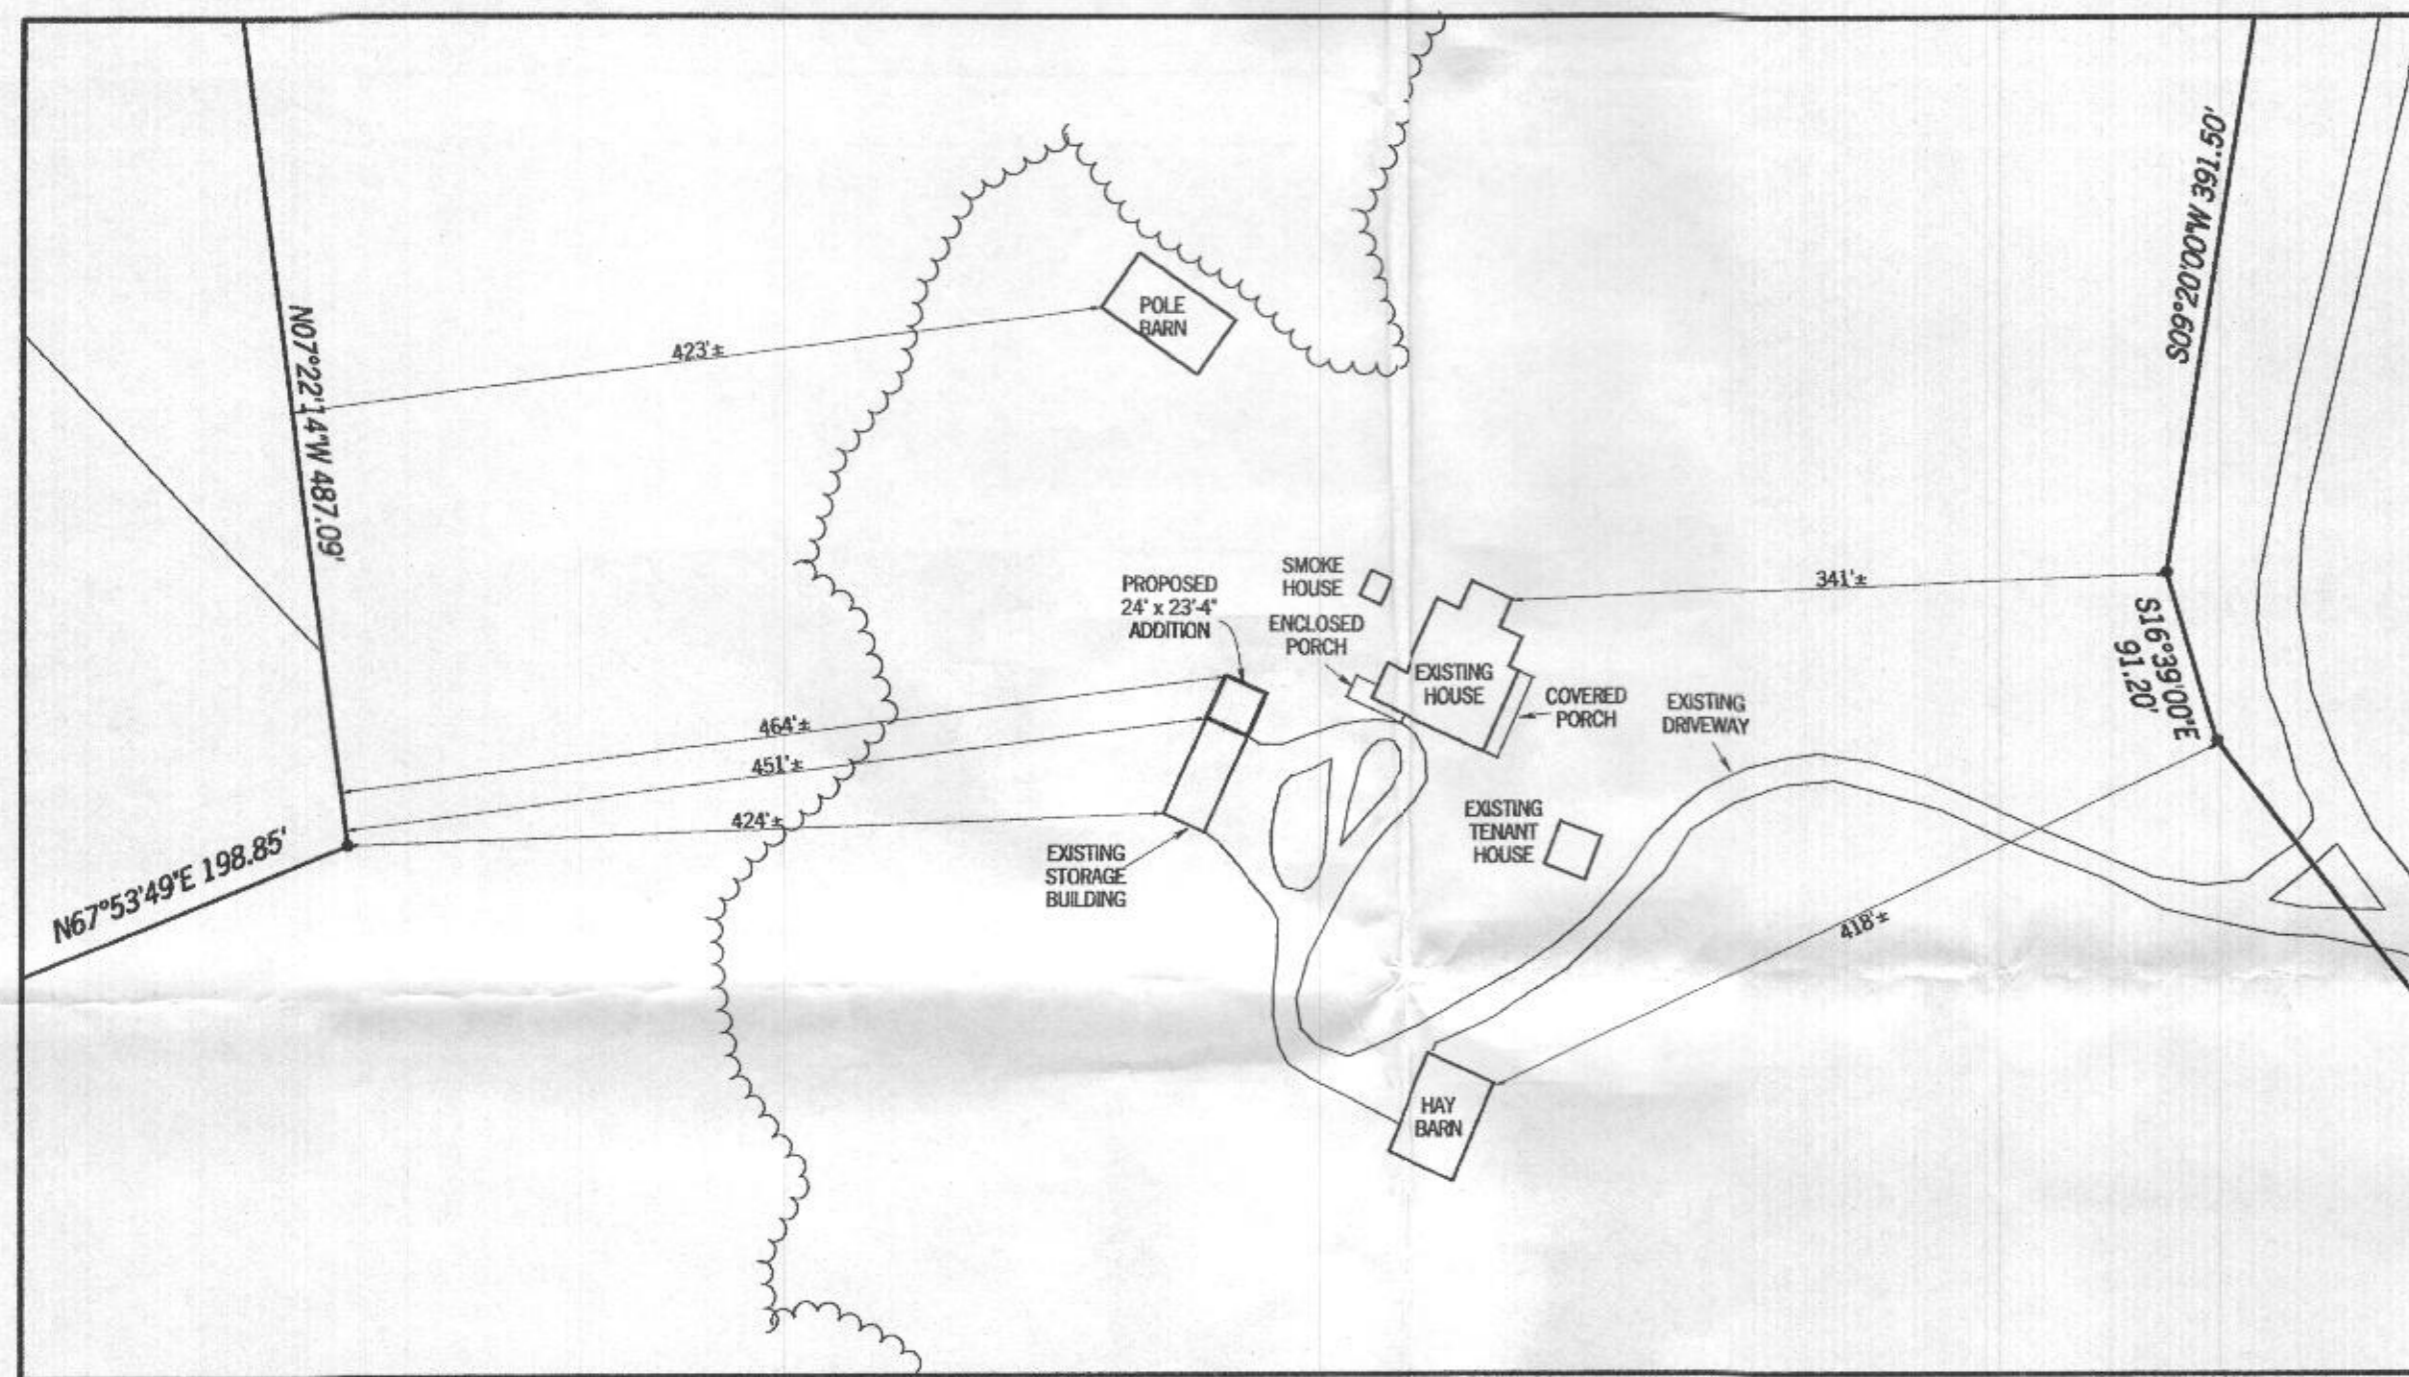 S09°20'00"W 391.50'
POLE
BARN
423'±
N07°22'14"W 487.09'
SMOKE
HOUSE
PROPOSED
24' x 23'-4"
ADDITION
ENCLOSED
PORCH
341'±
S16°39'00"E
91.20'
EXISTING
HOUSE
COVERED
PORCH
EXISTING
DRIVEWAY
464'±
451'±
424'±
EXISTING
TENANT
HOUSE
N67°53'49"E 198.85'
EXISTING
STORAGE
BUILDING
418'±
HAY
BARN